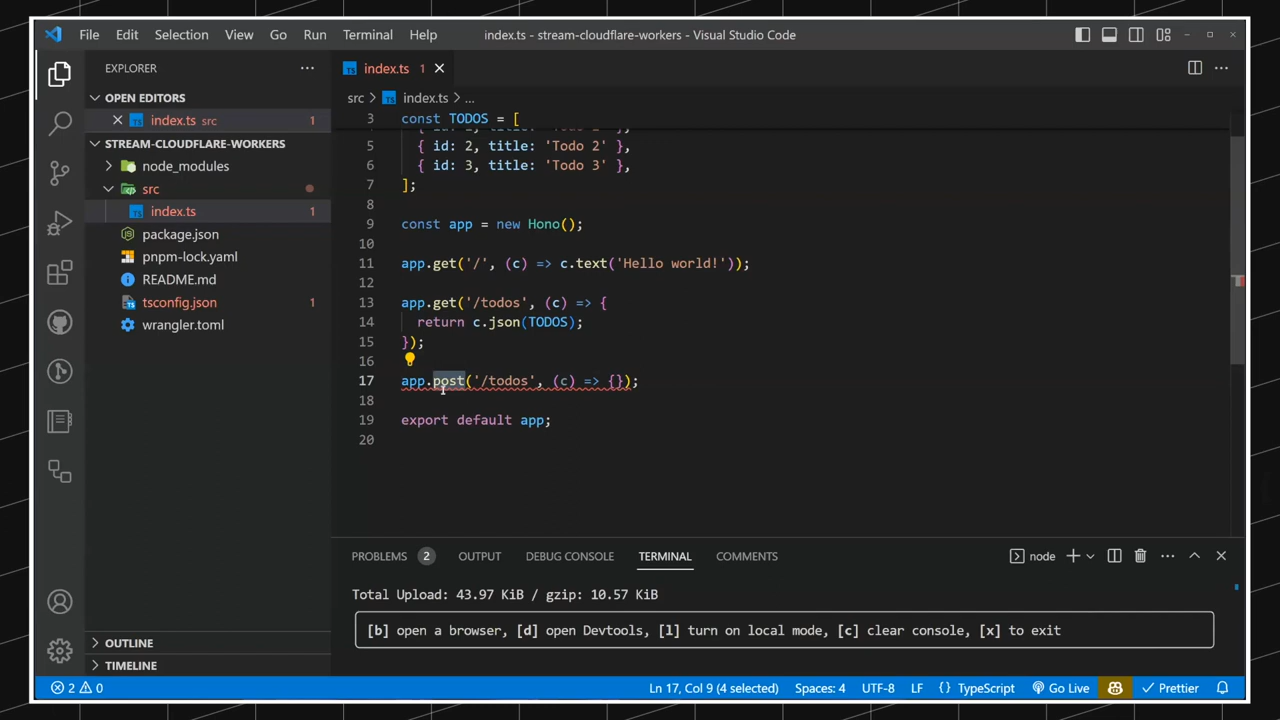 File Edit Selection View Go Run Terminal Help index.ts - stream-cloudflare-workers - Visual Studio Code
EXPLORER
OPEN EDITORS
index.ts src 1
STREAM-CLOUDFLARE-WORKERS
node_modules
src
index.ts 1
package.json
pnpm-lock.yaml
README.md
tsconfig.json 1
wrangler.toml
OUTLINE
TIMELINE
TS index.ts 1
src > TS index.ts > ...
3 const TODOS = [
5 { id: 2, title: 'Todo 2' },
6 { id: 3, title: 'Todo 3' },
7 ];
8
9 const app = new Hono();
10
11 app.get('/', (c) => c.text('Hello world!'));
12
13 app.get('/todos', (c) => {
14 return c.json(TODOS);
15 });
16
17 app.post('/todos', (c) => {});
18
19 export default app;
20
PROBLEMS 2 OUTPUT DEBUG CONSOLE TERMINAL COMMENTS node
Total Upload: 43.97 KiB / gzip: 10.57 KiB
[b] open a browser, [d] open Devtools, [l] turn on local mode, [c] clear console, [x] to exit
2 0 Ln 17, Col 9 (4 selected) Spaces: 4 UTF-8 LF {} TypeScript Go Live Prettier